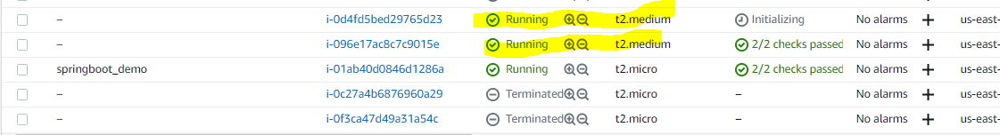 – i-0d4fd5bed29765d23 Running t2.medium Initializing No alarms + us-east-
– i-096e17ac8c7c9015e Running t2.medium 2/2 checks passed No alarms + us-east-
springboot_demo i-01ab40d0846d1286a Running t2.micro 2/2 checks passed No alarms + us-east-
– i-0c27a4b6876960a29 Terminated t2.micro – No alarms + us-east-
– i-0f3ca47d49a31a54c Terminated t2.micro – No alarms + us-east-